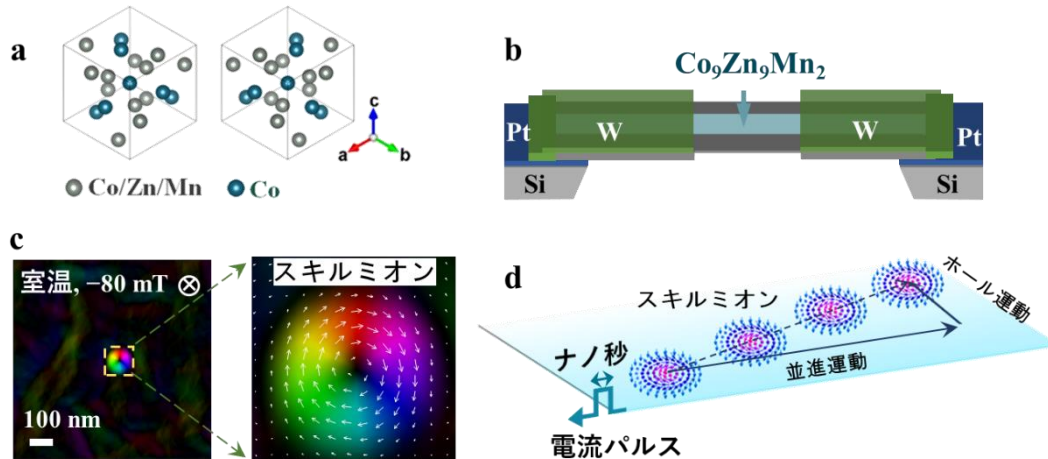 a
c
a
b
Co/Zn/Mn
Co
b
Co₉Zn₉Mn₂
Pt
W
W
Pt
Si
Si
c
室温, −80 mT ⊗
100 nm
スキルミオン
d
スキルミオン
ホール運動
並進運動
ナノ秒
電流パルス